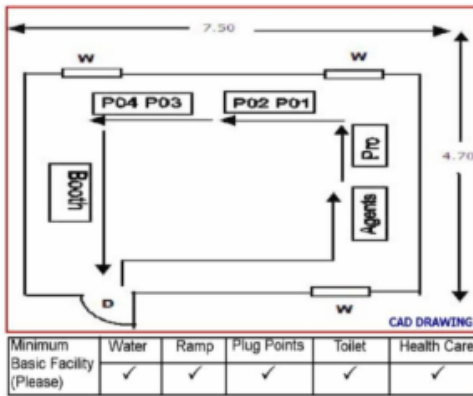 7.50
W W
P04 P03 P02 P01
Pro
4.70
Booth
Agents
D
W
CAD DRAWING
Minimum Basic Facility (Please) Water Ramp Plug Points Toilet Health Care
✓ ✓ ✓ ✓ ✓